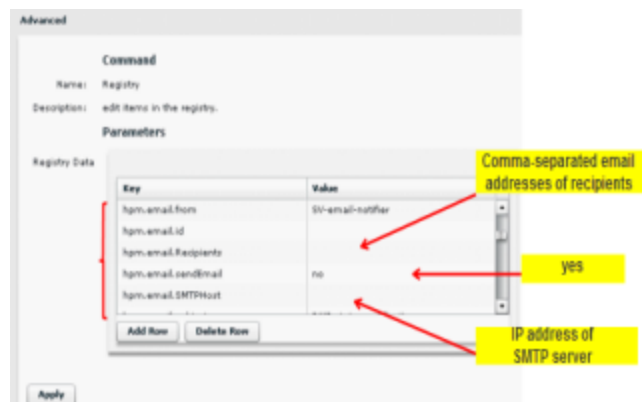 Advanced
Command
Name: Registry
Description: edit items in the registry.
Parameters
Registry Data
Key Value
hpm.email.from SV-email-notifier
hpm.email.id
hpm.email.Recipients
hpm.email.sendEmail no
hpm.email.SMTPHost
Add Row Delete Row
Apply
Comma-separated email
addresses of recipients
yes
IP address of
SMTP server